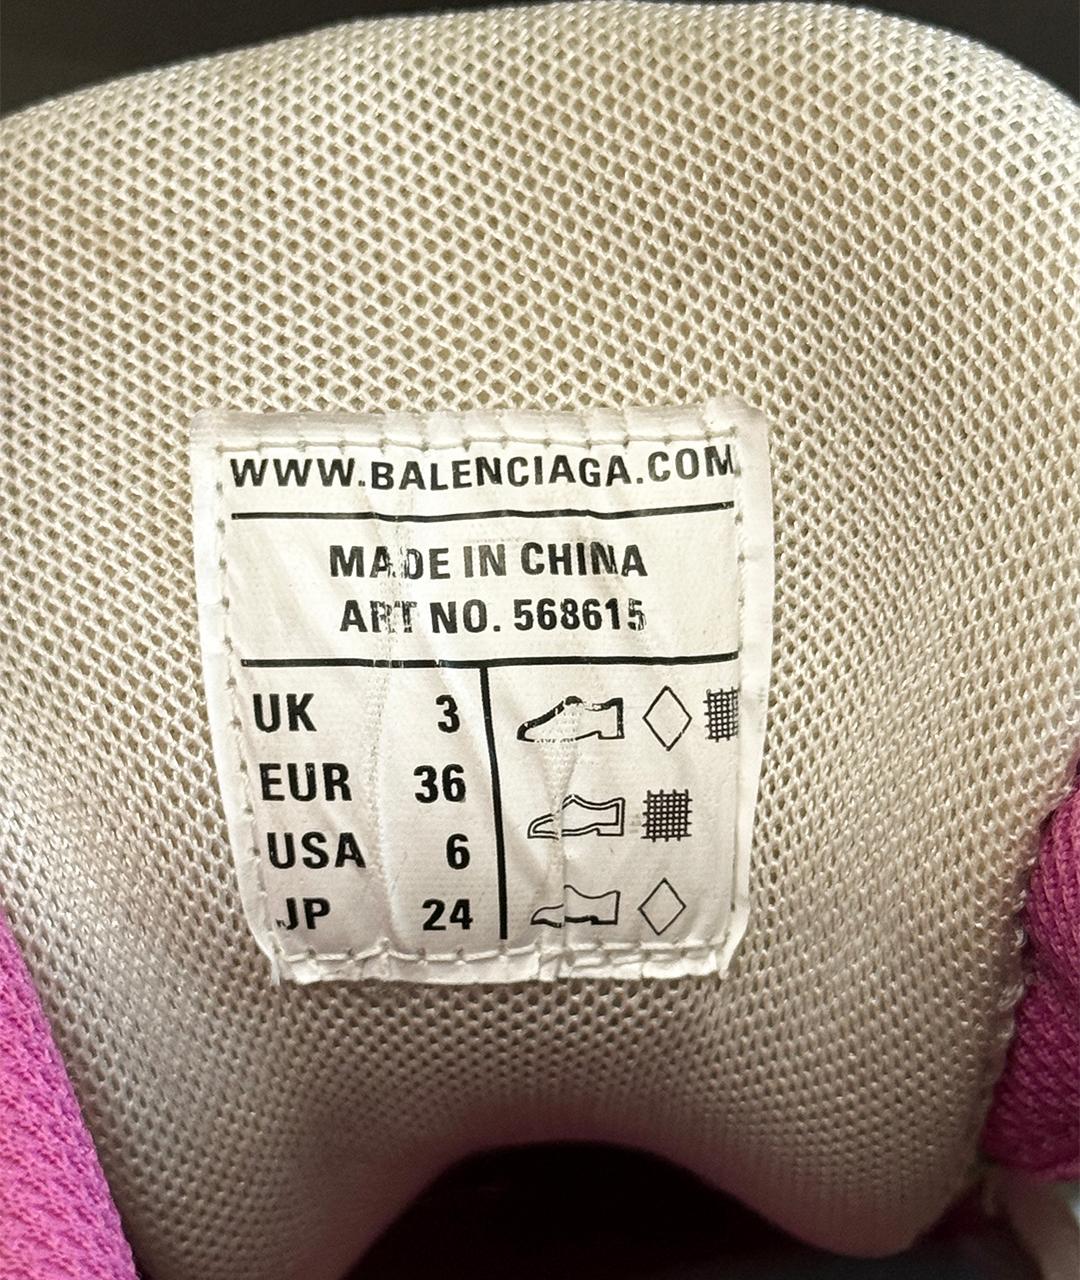 WWW.BALENCIAGA.COM
MADE IN CHINA
ART NO. 568615
UK 3
EUR 36
USA 6
JP 24